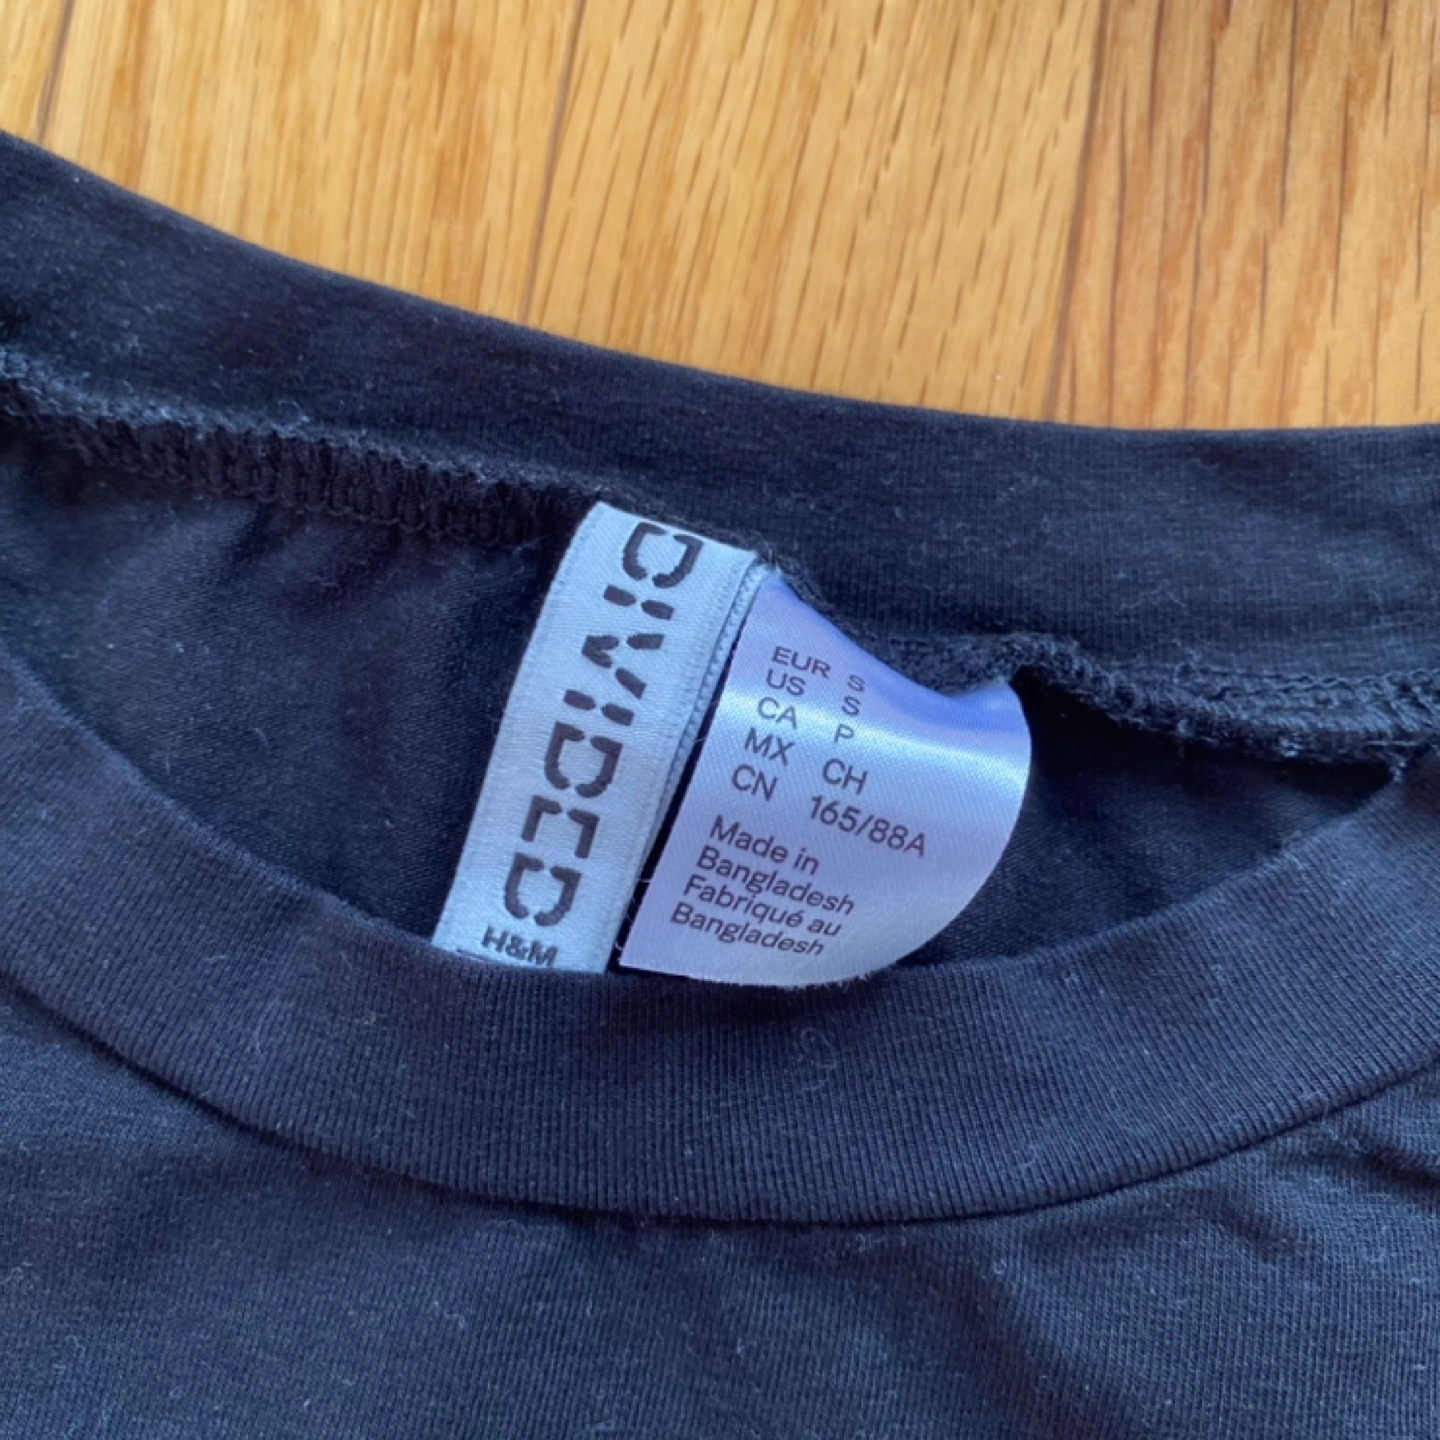 DIVIDED
H&M
EUR S
US S
CA P
MX CH
CN 165/88A
Made in
Bangladesh
Fabriqué au
Bangladesh